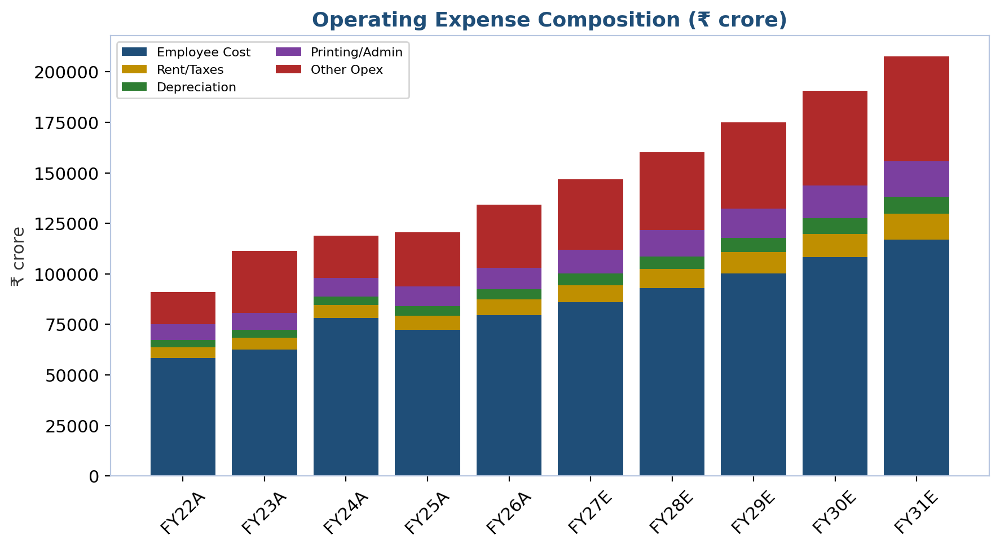 Operating Expense Composition (₹ crore)
Employee Cost
Rent/Taxes
Depreciation
Printing/Admin
Other Opex
₹ crore
200000
175000
150000
125000
100000
75000
50000
25000
0
FY22A
FY23A
FY24A
FY25A
FY26A
FY27E
FY28E
FY29E
FY30E
FY31E